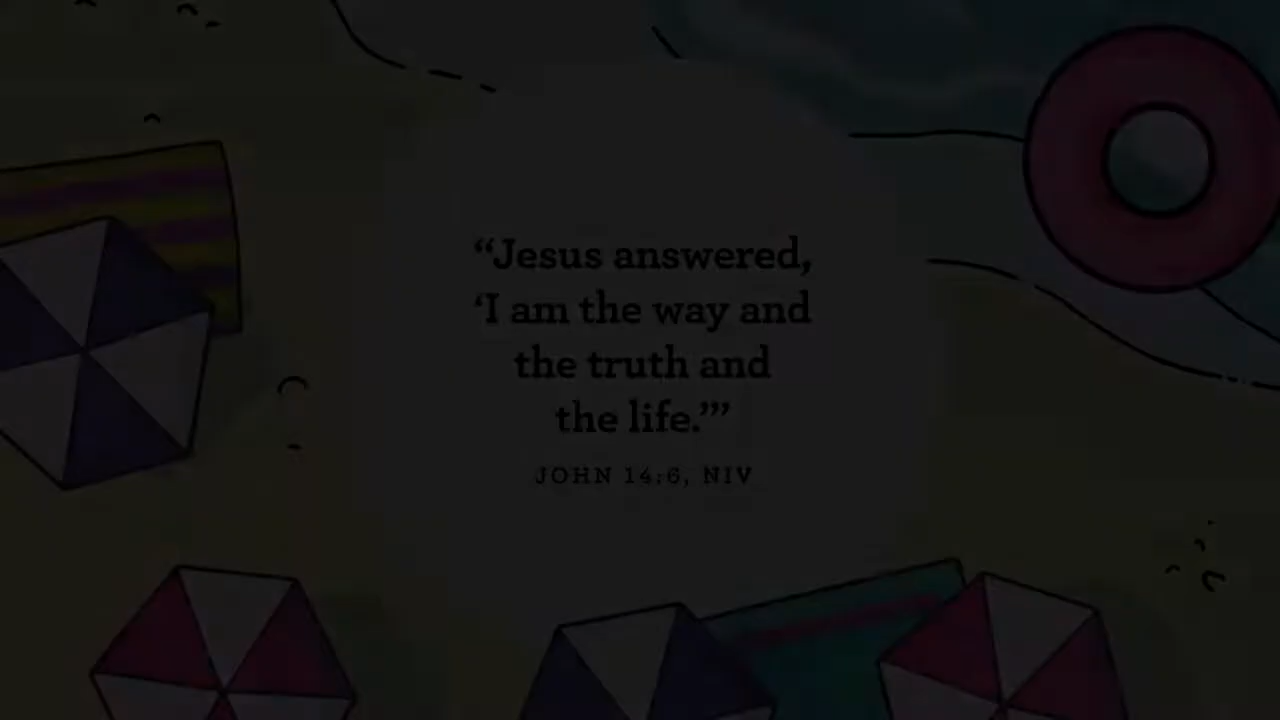 “Jesus answered,
‘I am the way and
the truth and
the life.’”
JOHN 14:6, NIV